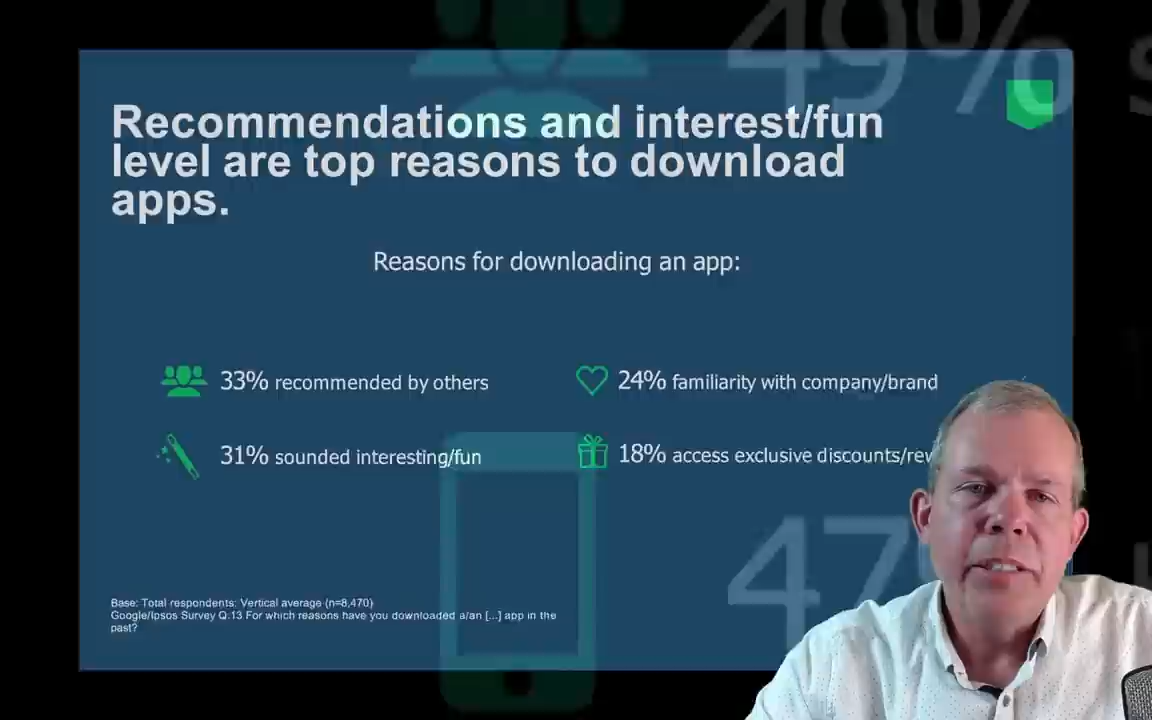 49%
Recommendations and interest/fun
level are top reasons to download
apps.
Reasons for downloading an app:
33% recommended by others
24% familiarity with company/brand
31% sounded interesting/fun
18% access exclusive discounts/rew
47%
Base: Total respondents: Vertical average (n=8,470)
Google/Ipsos Survey Q.13 For which reasons have you downloaded a/an [...] app in the
past?